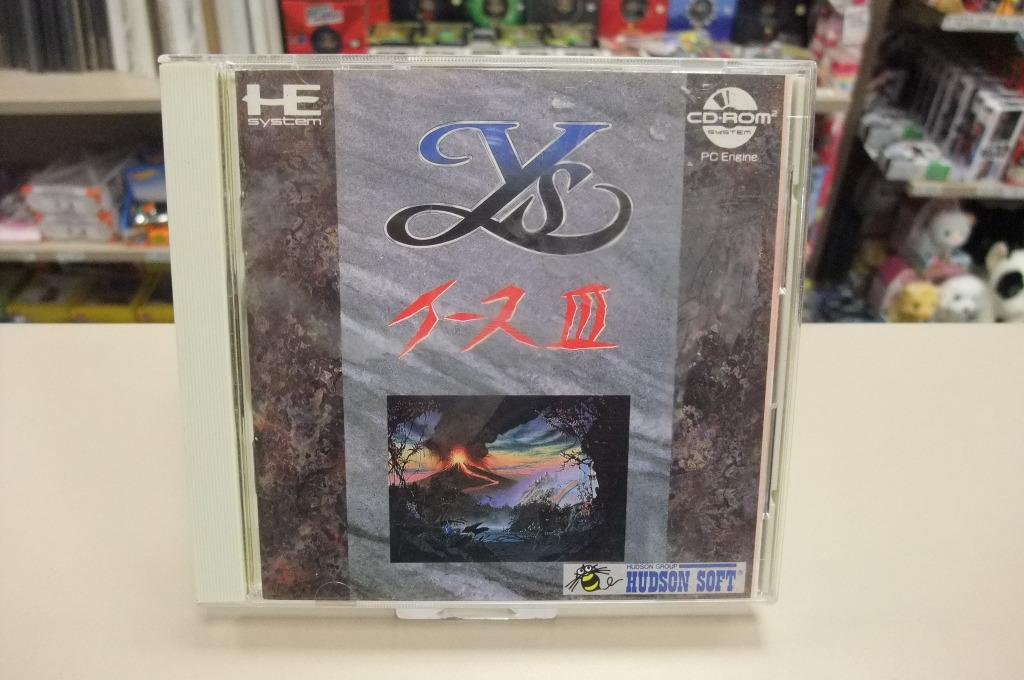 HE
system
CD-ROM²
SYSTEM
PC Engine
Ys
イース III
HUDSON GROUP
HUDSON SOFT